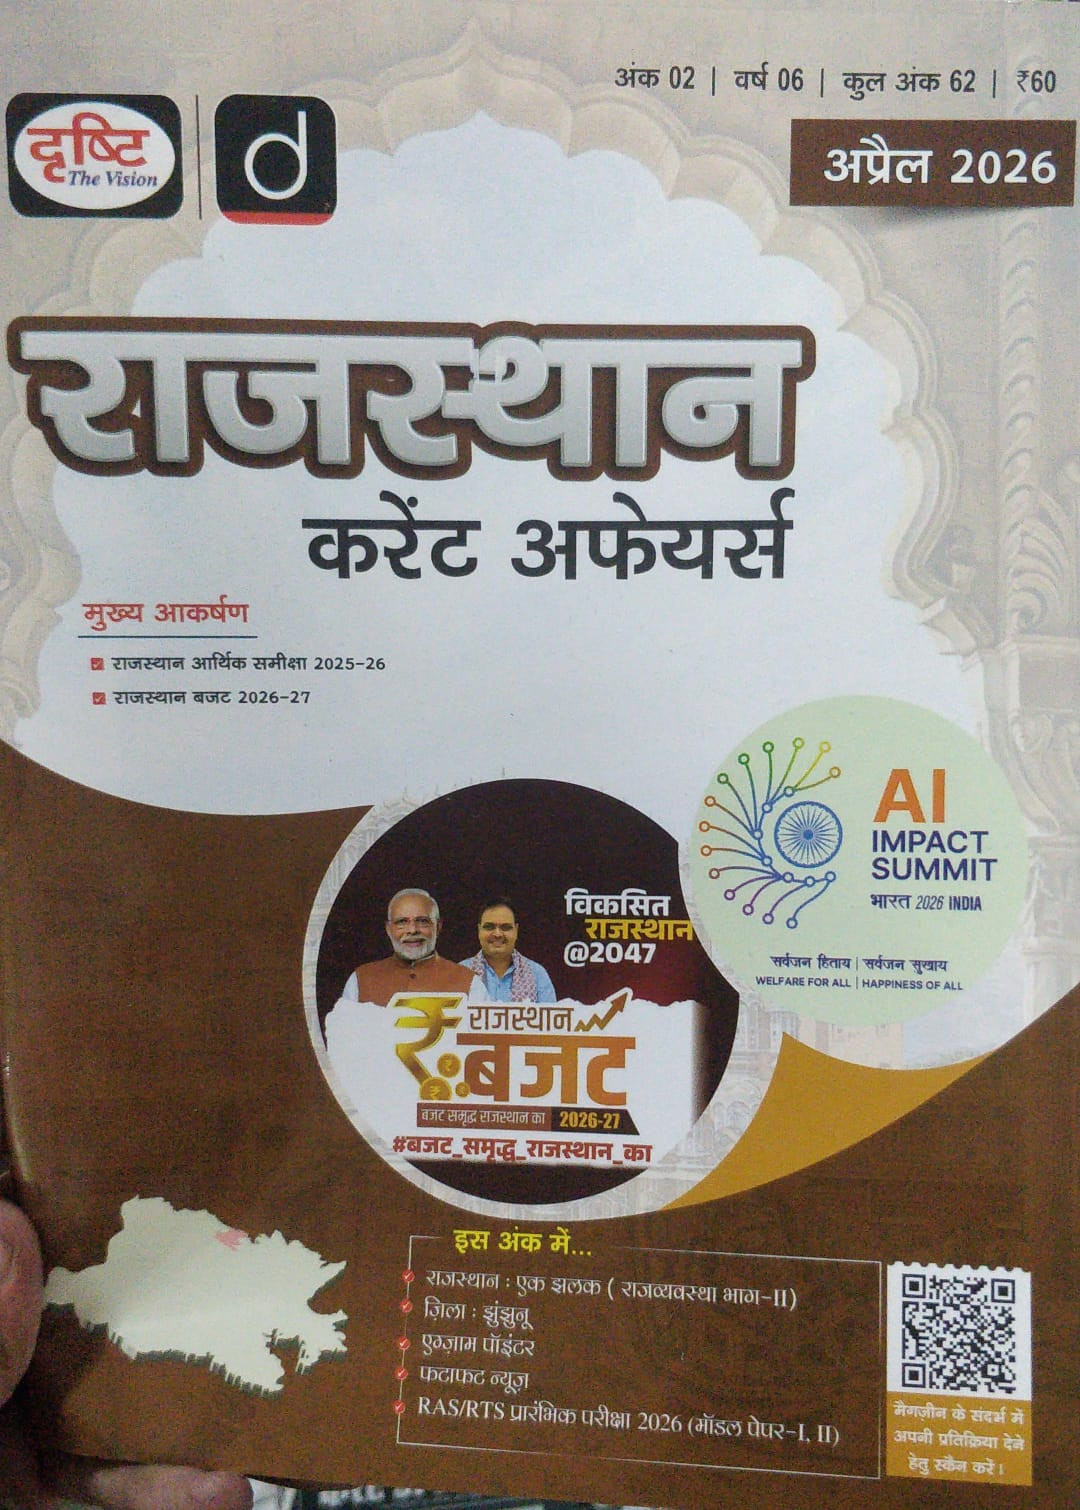 अंक 02 | वर्ष 06 | कुल अंक 62 | ₹60
दृष्टि
The Vision
d
अप्रैल 2026
राजस्थान
करेंट अफेयर्स
मुख्य आकर्षण
राजस्थान आर्थिक समीक्षा 2025-26
राजस्थान बजट 2026-27
AI
IMPACT
SUMMIT
भारत 2026 INDIA
सर्वजन हिताय | सर्वजन सुखाय
WELFARE FOR ALL | HAPPINESS OF ALL
विकसित
राजस्थान
@2047
राजस्थान
बजट
बजट समृद्ध राजस्थान का 2026-27
#बजट_समृद्ध_राजस्थान_का
इस अंक में...
राजस्थान : एक झलक ( राजव्यवस्था भाग-II)
ज़िला : झुंझुनू
एग्ज़ाम पॉइंटर
फटाफट न्यूज़
RAS/RTS प्रारंभिक परीक्षा 2026 (मॉडल पेपर-I, II)
मैगज़ीन के संदर्भ में
अपनी प्रतिक्रिया देने
हेतु स्कैन करें।